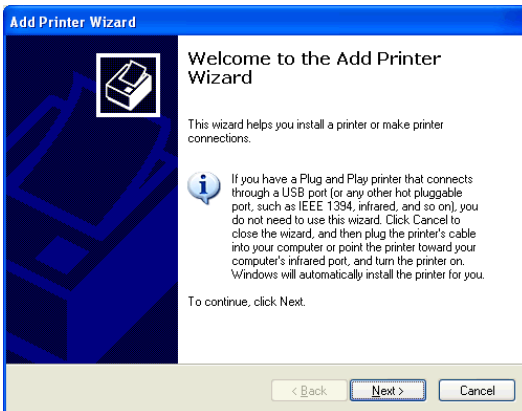 Add Printer Wizard
Welcome to the Add Printer
Wizard
This wizard helps you install a printer or make printer
connections.
If you have a Plug and Play printer that connects
through a USB port (or any other hot pluggable
port, such as IEEE 1394, infrared, and so on), you
do not need to use this wizard. Click Cancel to
close the wizard, and then plug the printer's cable
into your computer or point the printer toward your
computer's infrared port, and turn the printer on.
Windows will automatically install the printer for you.
To continue, click Next.
< Back
Next >
Cancel